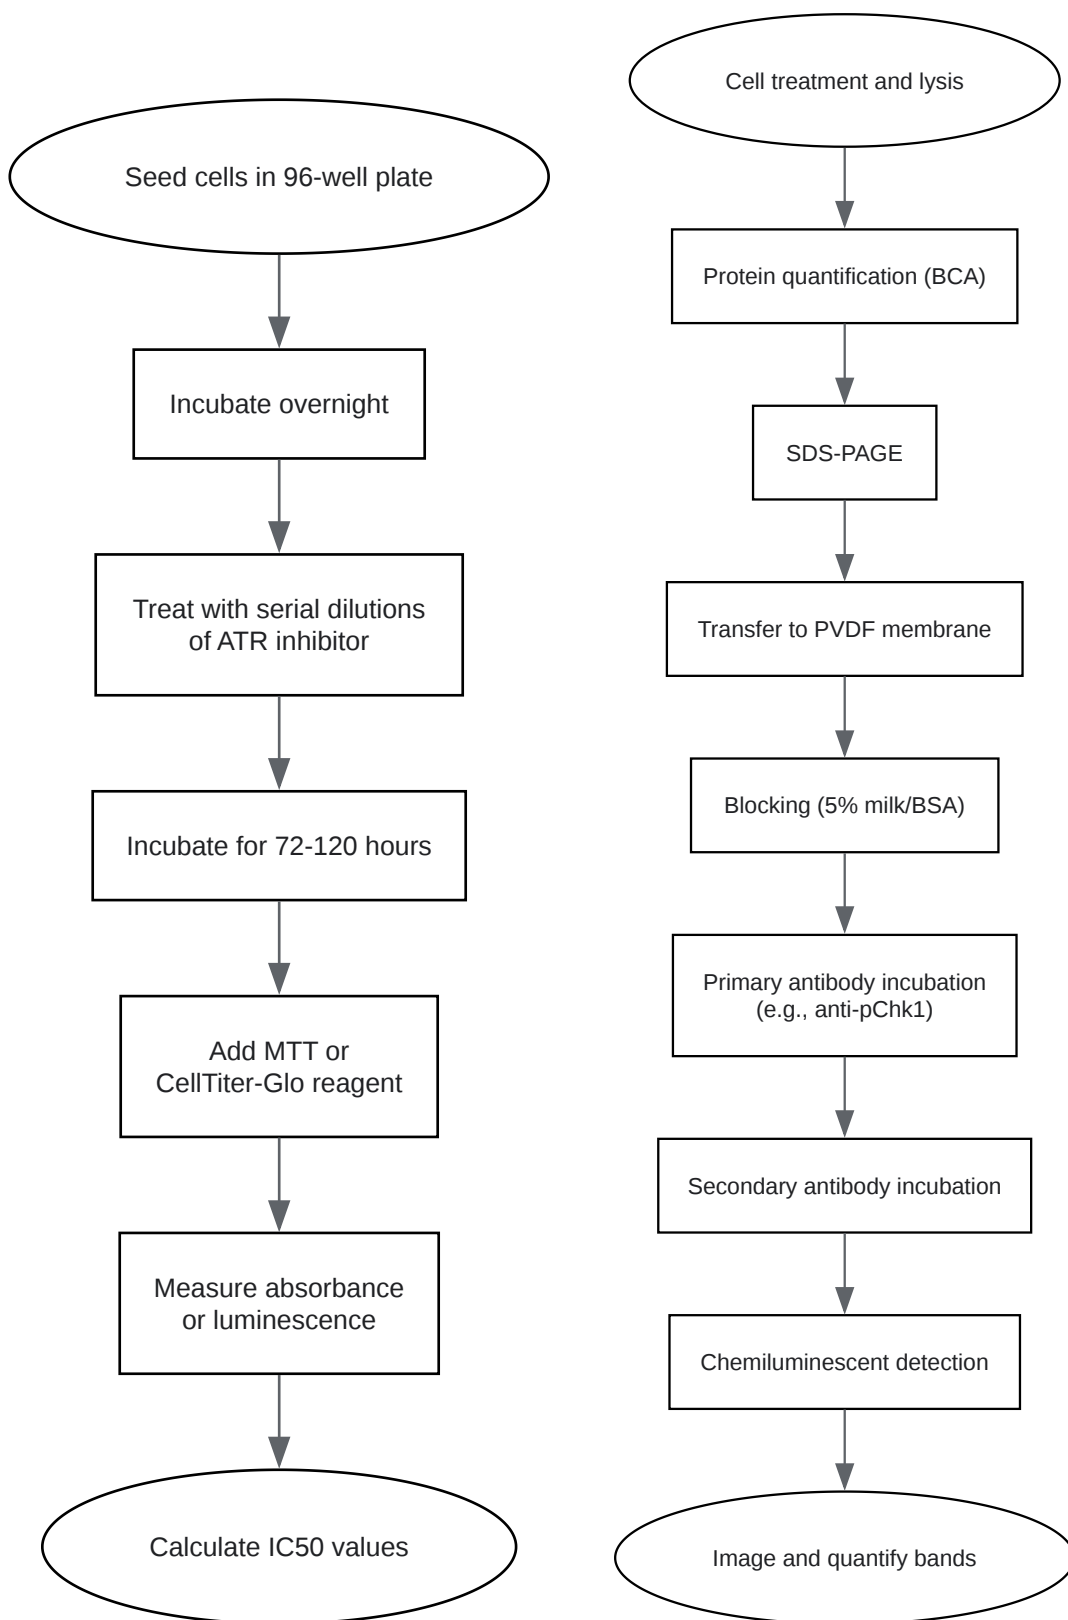 Seed cells in 96-well plate
Incubate overnight
Treat with serial dilutions
of ATR inhibitor
Incubate for 72-120 hours
Add MTT or
CellTiter-Glo reagent
Measure absorbance
or luminescence
Calculate IC50 values
Cell treatment and lysis
Protein quantification (BCA)
SDS-PAGE
Transfer to PVDF membrane
Blocking (5% milk/BSA)
Primary antibody incubation
(e.g., anti-pChk1)
Secondary antibody incubation
Chemiluminescent detection
Image and quantify bands